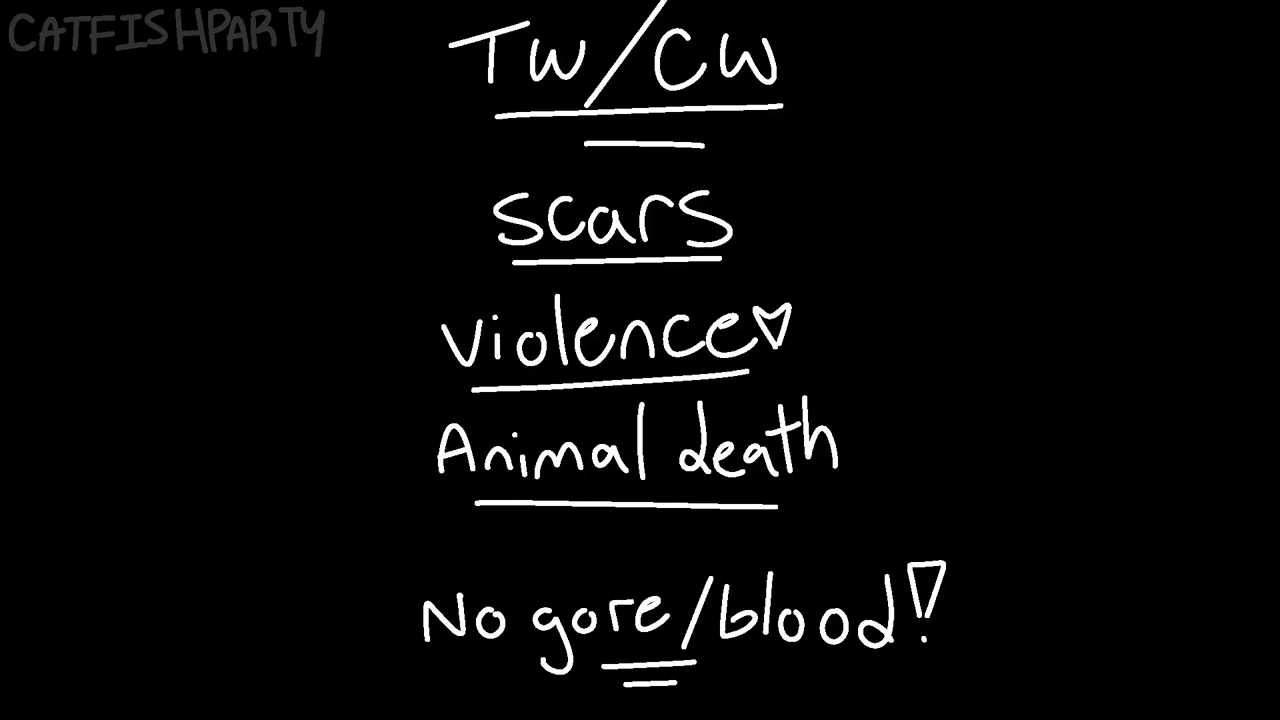 CATFISHPARTY
TW/CW
scars
violence♡
Animal death
No gore/blood!